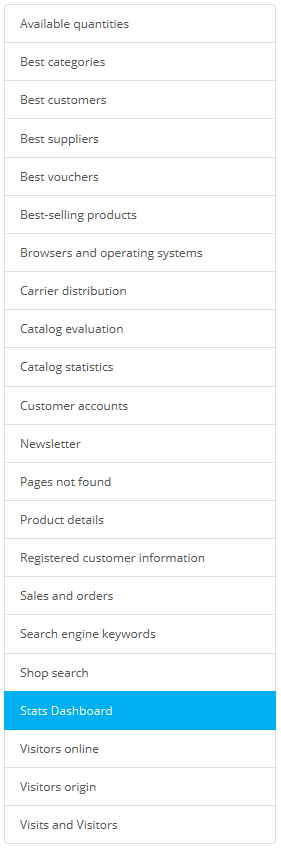 Available quantities
Best categories
Best customers
Best suppliers
Best vouchers
Best-selling products
Browsers and operating systems
Carrier distribution
Catalog evaluation
Catalog statistics
Customer accounts
Newsletter
Pages not found
Product details
Registered customer information
Sales and orders
Search engine keywords
Shop search
Stats Dashboard
Visitors online
Visitors origin
Visits and Visitors